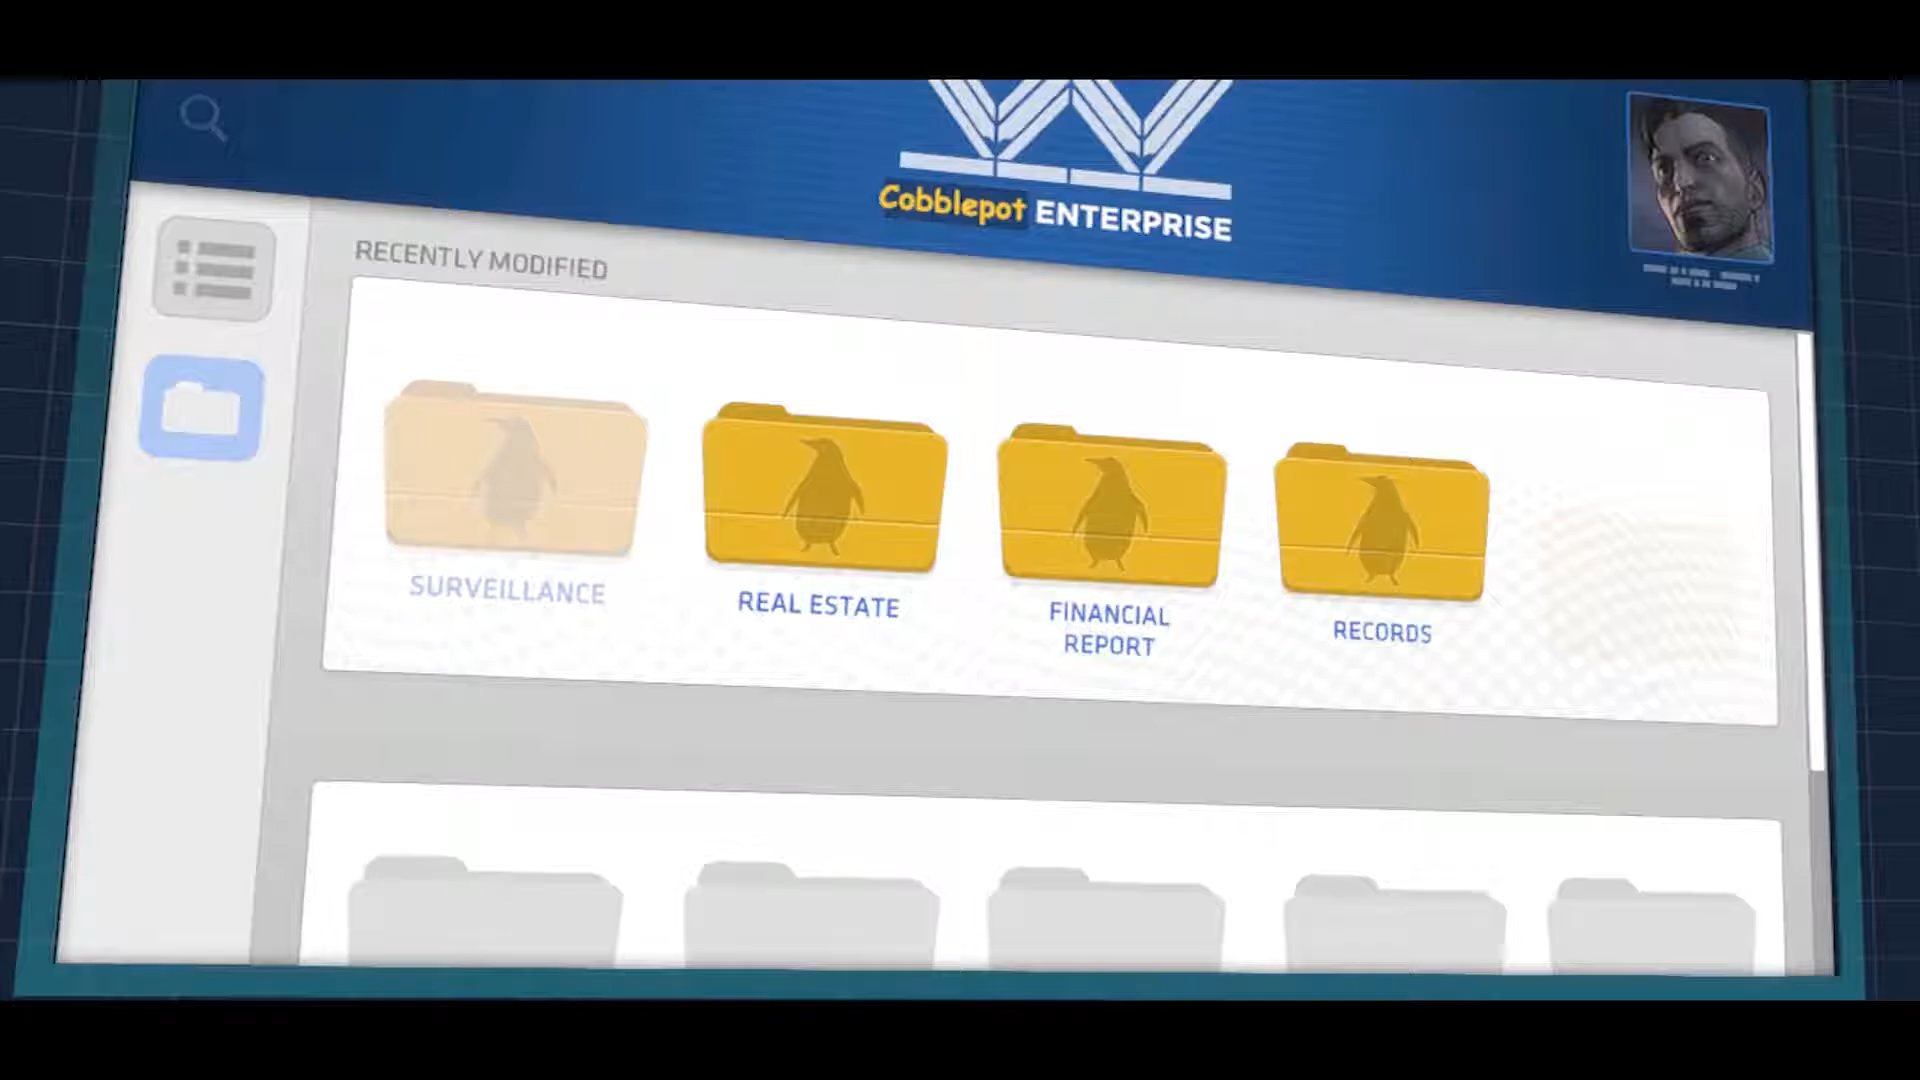 Cobblepot ENTERPRISE
RECENTLY MODIFIED
SURVEILLANCE
REAL ESTATE
FINANCIAL
REPORT
RECORDS